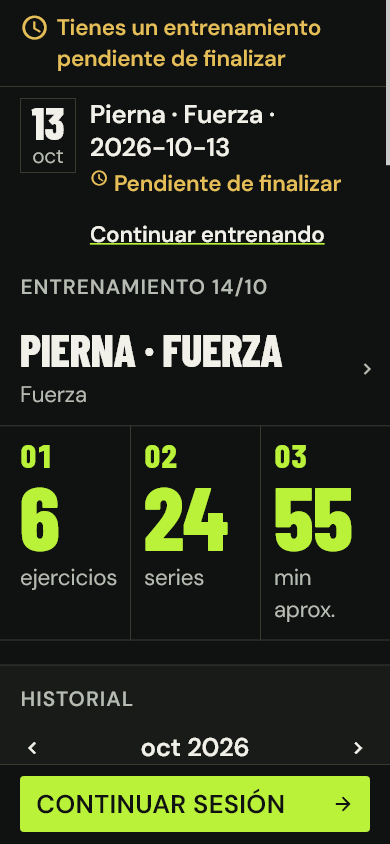 Tienes un entrenamiento
pendiente de finalizar
13
oct
Pierna · Fuerza ·
2026-10-13
Pendiente de finalizar
Continuar entrenando
ENTRENAMIENTO 14/10
PIERNA · FUERZA
Fuerza
01
6
ejercicios
02
24
series
03
55
min
aprox.
HISTORIAL
oct 2026
CONTINUAR SESIÓN